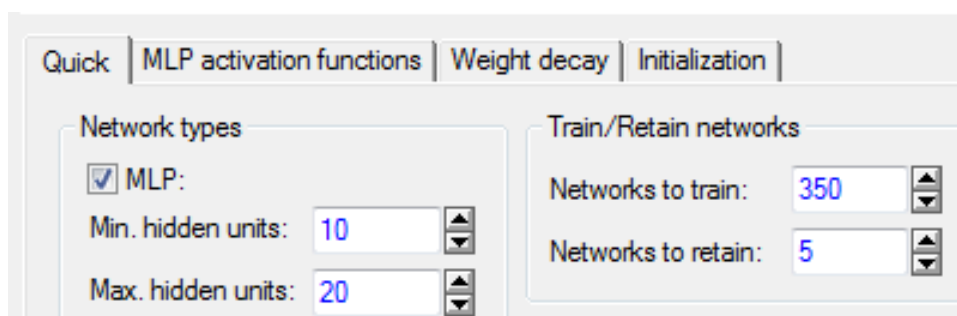 Quick MLP activation functions Weight decay Initialization
Network types
MLP:
Min. hidden units: 10
Max. hidden units: 20
Train/Retain networks
Networks to train: 350
Networks to retain: 5